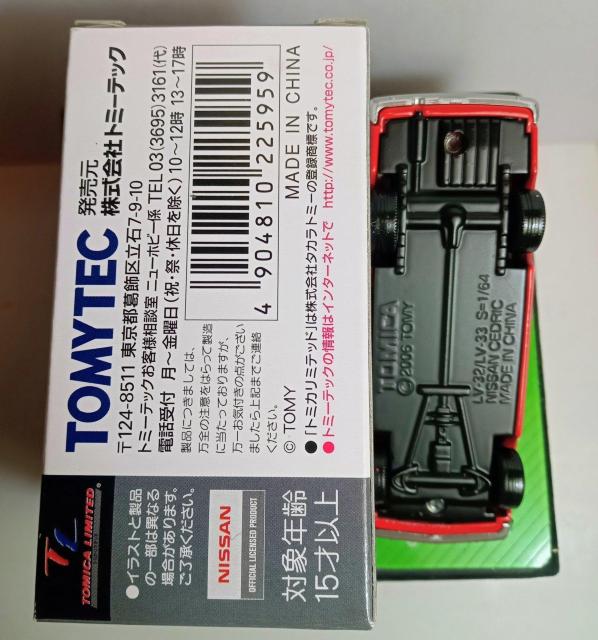 TOMYTEC
発売元
株式会社トミーテック
〒124-8511 東京都葛飾区立石7-9-10
トミーテックお客様相談室 ニューホビー係 TEL 03(3695)3161(代)
電話受付 月～金曜日(祝・祭・休日を除く)10～12時 13～17時
製品につきましては、
万全の注意をはらって製造
に当たっておりますが、
万一お気付きの点がござい
ましたら上記までご連絡
ください。
© TOMY
4 904810 225959
MADE IN CHINA
●「トミカリミテッド」は株式会社タカラトミーの登録商標です。
●トミーテックの情報はインターネットで http://www.tomytec.co.jp/
TL
TOMICA LIMITED
●イラストと製品
の一部は異なる
場合があります。
ご了承ください。
NISSAN
OFFICIAL LICENSED PRODUCT
対象年齢
15才以上
TOMICA
© 2006 TOMY
LV-32/LV-33 S=1/64
NISSAN CEDRIC
MADE IN CHINA